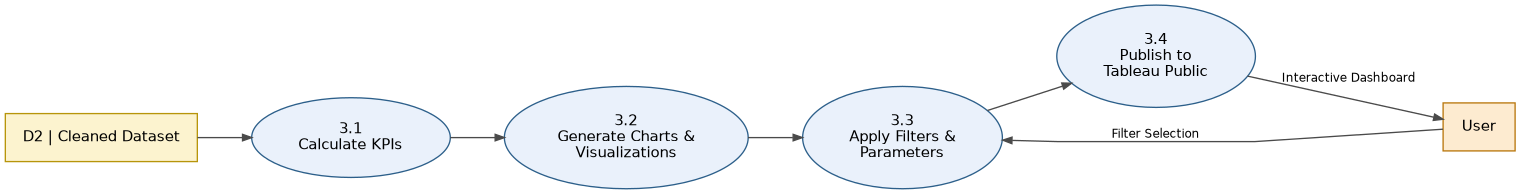 D2 | Cleaned Dataset
3.1
Calculate KPIs
3.2
Generate Charts &
Visualizations
3.3
Apply Filters &
Parameters
3.4
Publish to
Tableau Public
Interactive Dashboard
Filter Selection
User